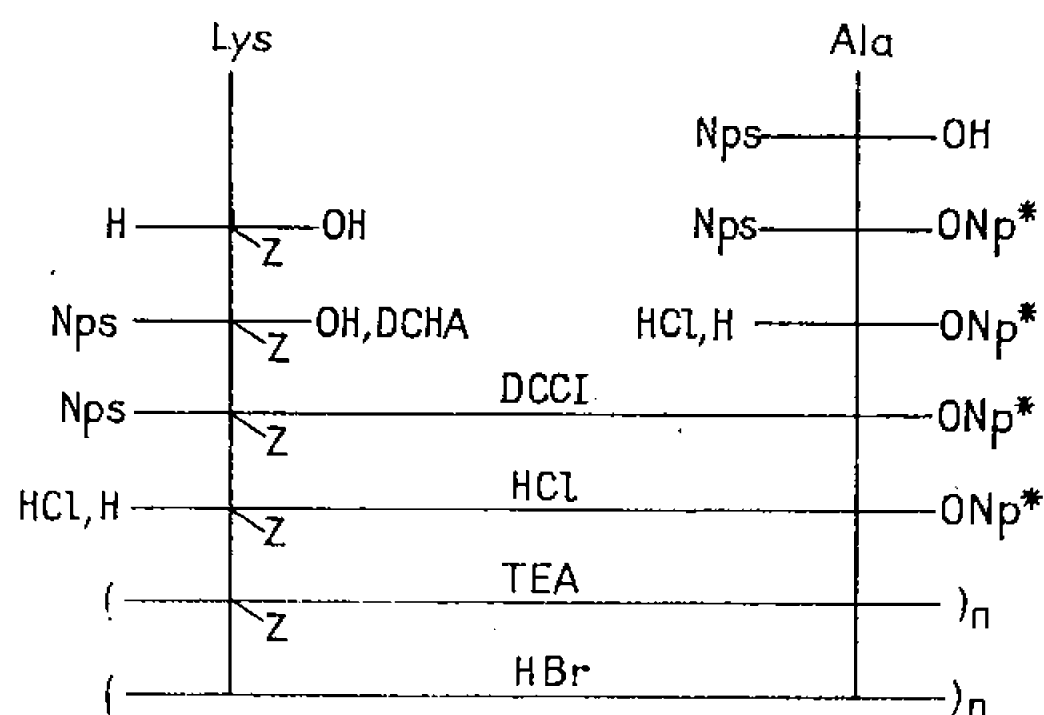 Lys Ala
Nps OH
H Z OH Nps ONp*
Nps Z OH,DCHA HCl,H ONp*
Nps Z DCCI ONp*
HCl,H Z HCl ONp*
( Z TEA )n
( HBr )n